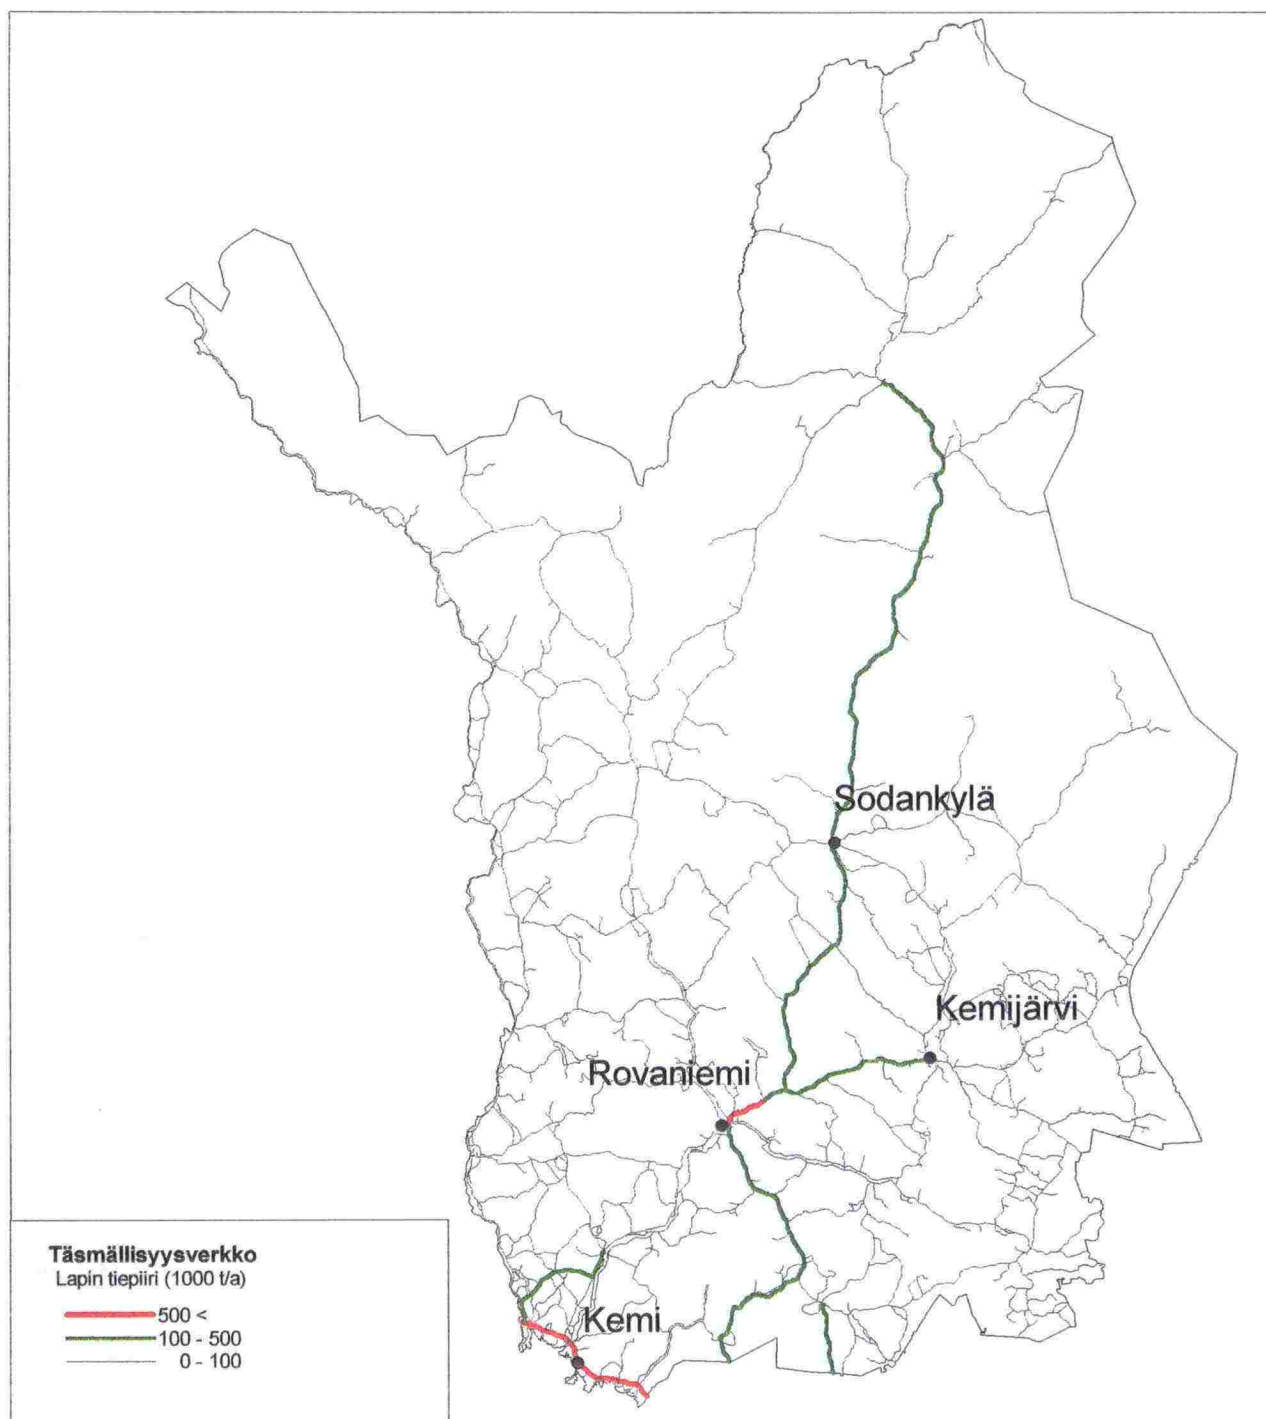 Sodankylä
Kemijärvi
Rovaniemi
Kemi
Täsmällisyysverkko
Lapin tiepiiri (1000 t/a)
500 <
100 - 500
0 - 100